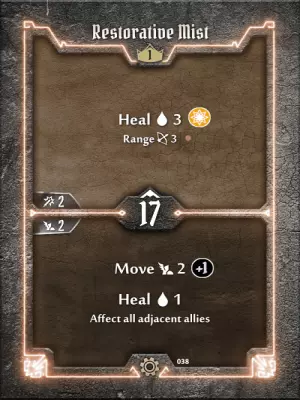 Restorative Mist
1
Heal 3
Range 3
2
17
2
Move 2 +1
Heal 1
Affect all adjacent allies
038